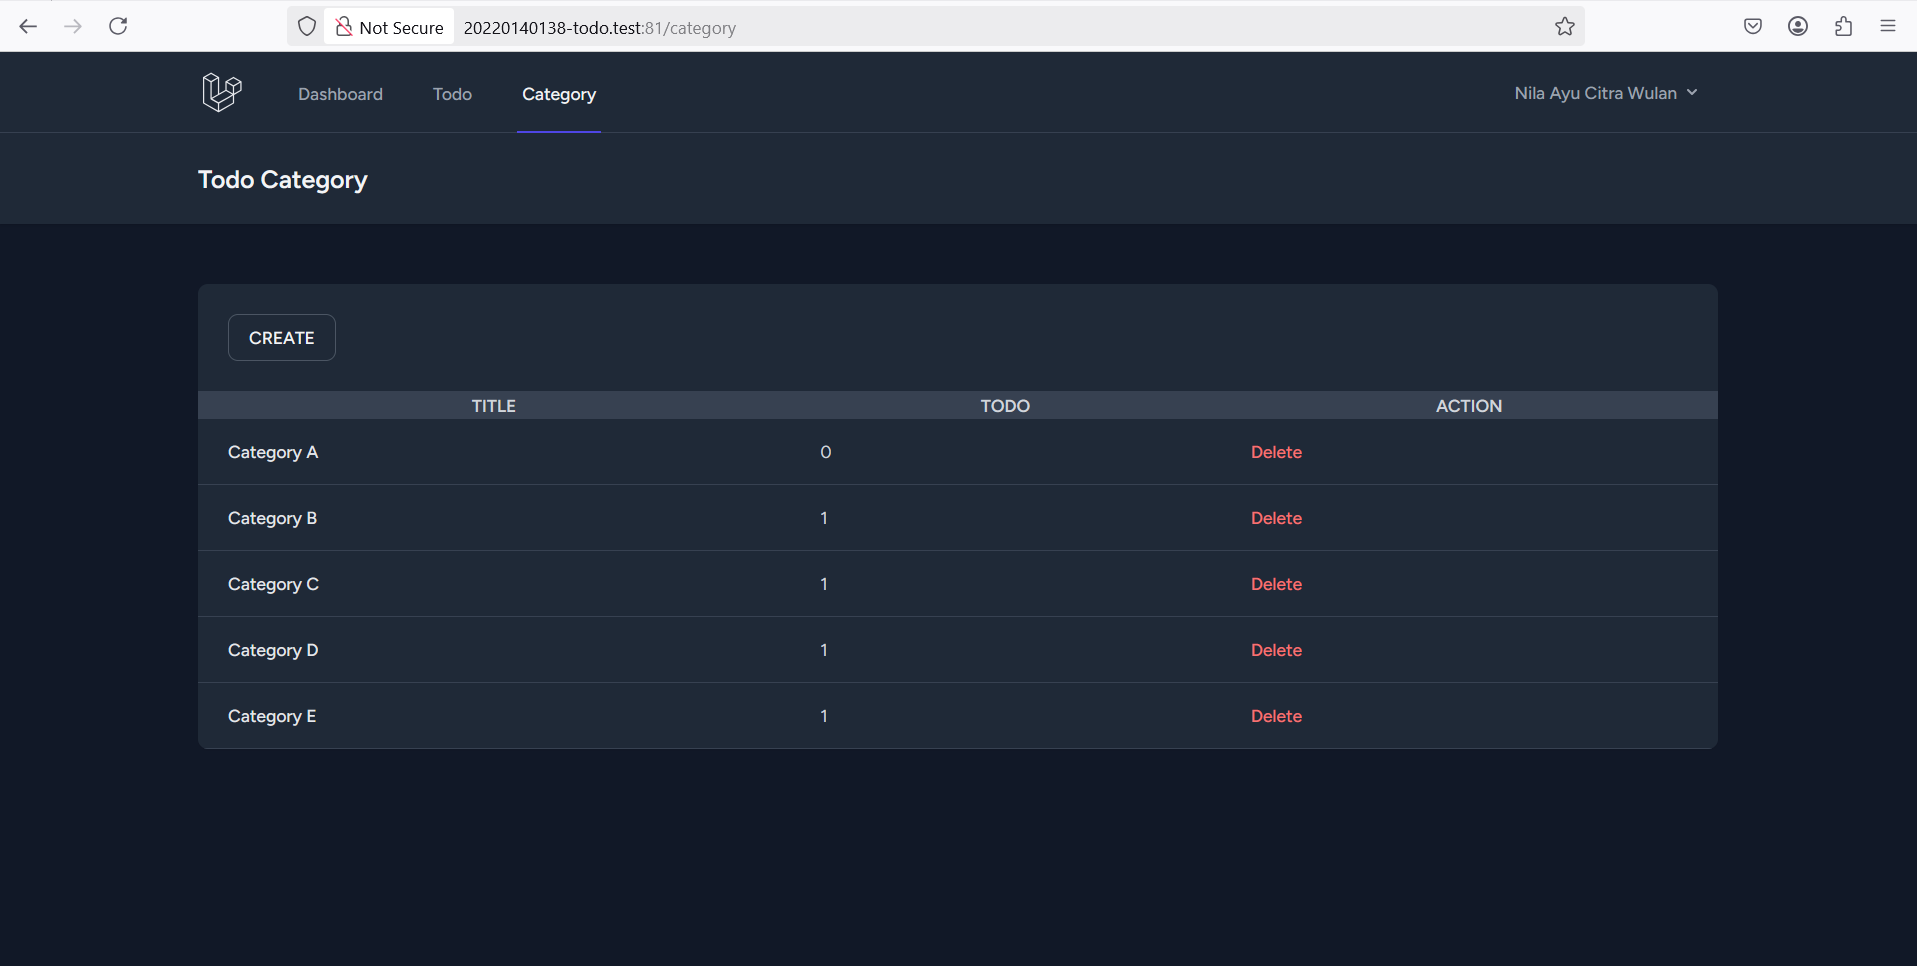 Not Secure 20220140138-todo.test:81/category
Dashboard Todo Category Nila Ayu Citra Wulan
Todo Category
CREATE
TITLE TODO ACTION
Category A 0 Delete
Category B 1 Delete
Category C 1 Delete
Category D 1 Delete
Category E 1 Delete